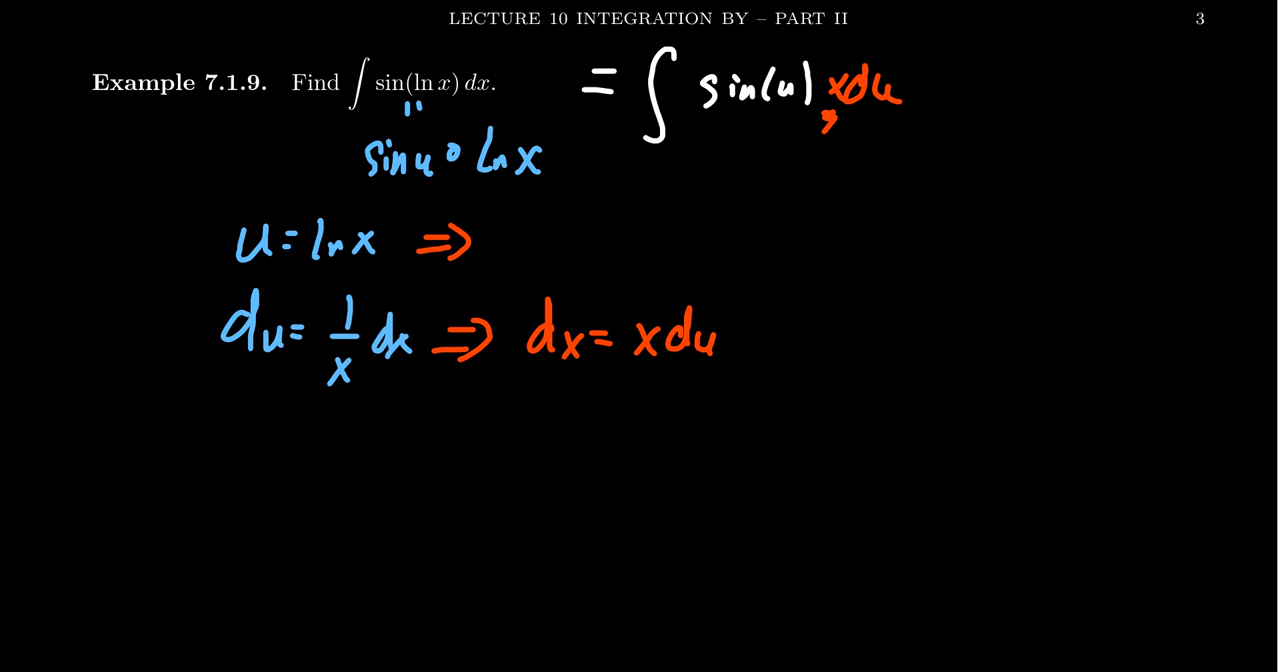 LECTURE 10 INTEGRATION BY – PART II 3
Example 7.1.9. Find ∫ sin(ln x) dx. = ∫ sin(u) xdu
sin u ∘ ln x
u = ln x ⇒
du = 1/x dx ⇒ dx = x du